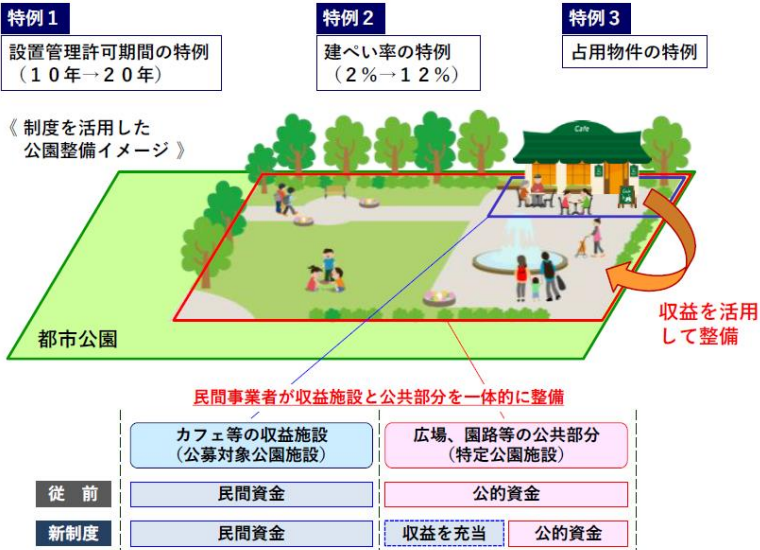 特例1
設置管理許可期間の特例
（10年→20年）
特例2
建ぺい率の特例
（2％→12％）
特例3
占用物件の特例
《 制度を活用した
公園整備イメージ 》
Cafe
都市公園
収益を活用
して整備
民間事業者が収益施設と公共部分を一体的に整備
カフェ等の収益施設
（公募対象公園施設）
広場、園路等の公共部分
（特定公園施設）
従　前
民間資金
公的資金
新制度
民間資金
収益を充当
公的資金